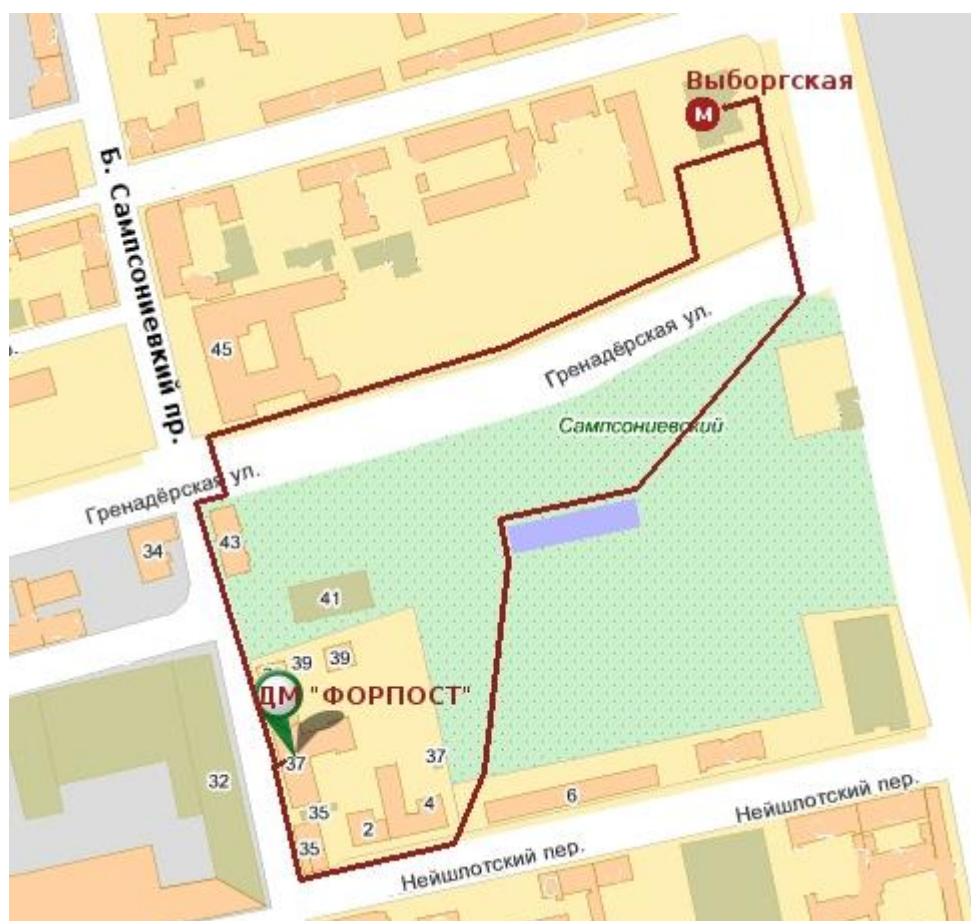 Выборгская
М
Б. Сампсониевкий пр.
Гренадёрская ул.
45
Сампсониевский
Гренадёрская ул.
43
34
41
39
39
ДМ "ФОРПОСТ"
37
37
32
35
4
6
2
35
Нейшлотский пер.
Нейшлотский пер.